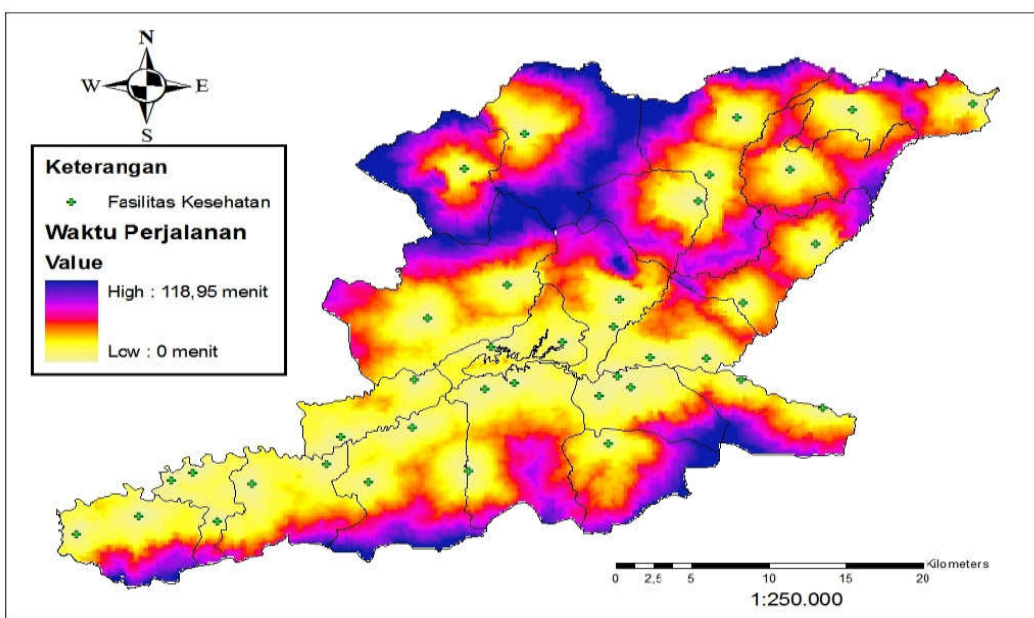 N
W E
S
Keterangan
Fasilitas Kesehatan
Waktu Perjalanan
Value
High : 118,95 menit
Low : 0 menit
Kilometers
0 2,5 5 10 15 20
1:250.000